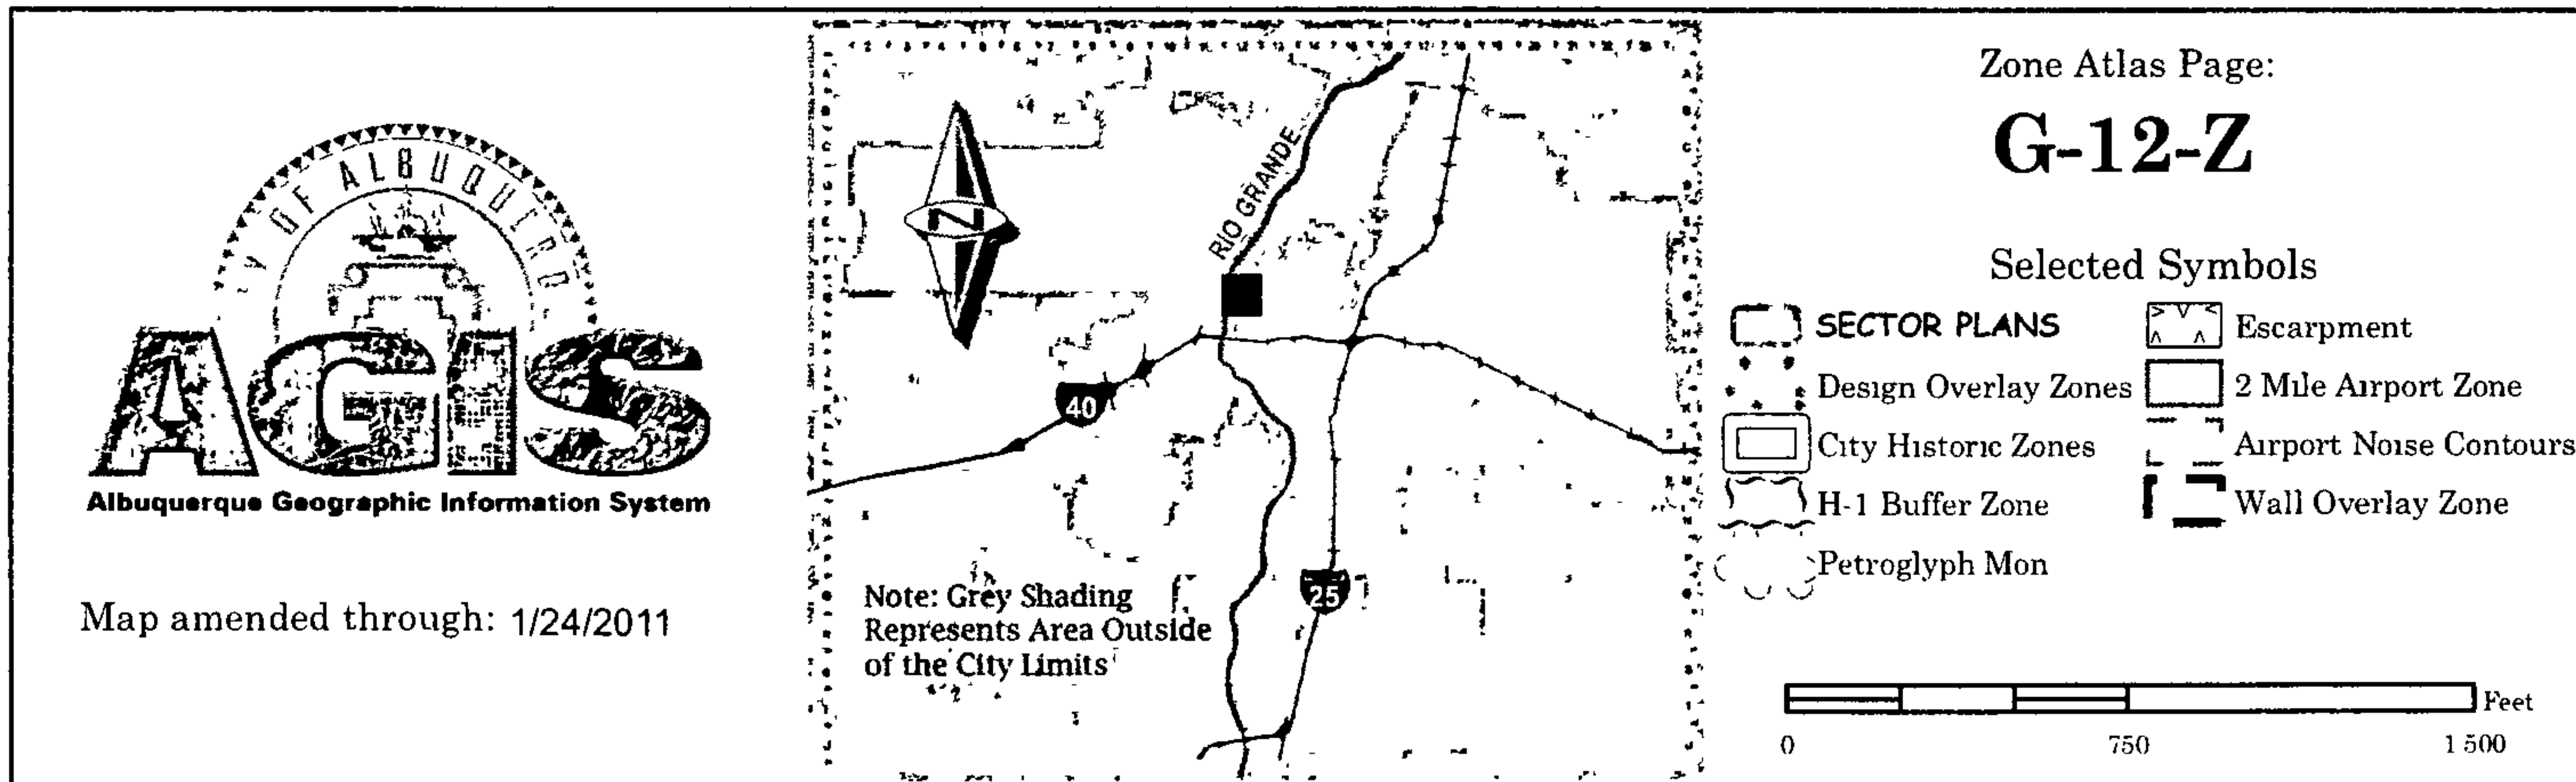 Y OF ALBUQUERQ
AGIS
Albuquerque Geographic Information System
Map amended through: 1/24/2011
N
RIO GRANDE
40
25
Note: Grey Shading
Represents Area Outside
of the City Limits
Zone Atlas Page:
G-12-Z
Selected Symbols
SECTOR PLANS
Design Overlay Zones
City Historic Zones
H-1 Buffer Zone
Petroglyph Mon
Escarpment
2 Mile Airport Zone
Airport Noise Contours
Wall Overlay Zone
Feet
0 750 1 500